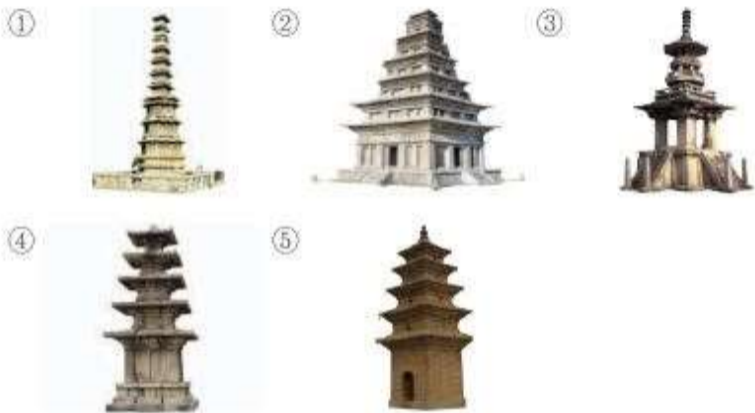 ① ② ③
④ ⑤